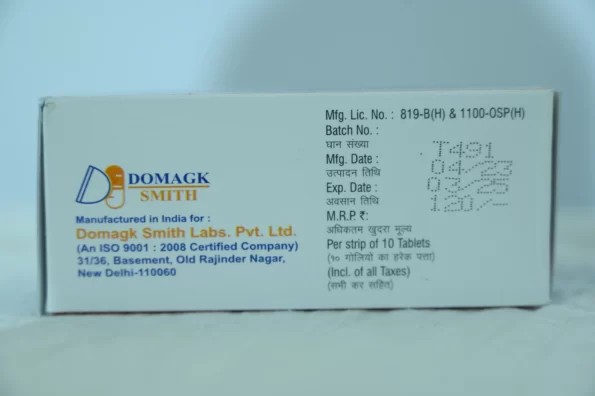 DOMAGK
SMITH
Manufactured in India for :
Domagk Smith Labs. Pvt. Ltd.
(An ISO 9001 : 2008 Certified Company)
31/36, Basement, Old Rajinder Nagar,
New Delhi-110060
Mfg. Lic. No. : 819-B(H) & 1100-OSP(H)
Batch No. :
घान संख्या
T491
Mfg. Date :
04/23
उत्पादन तिथि
Exp. Date :
03/25
अवसान तिथि
M.R.P. ₹:
120/-
अधिकतम खुदरा मूल्य
Per strip of 10 Tablets
(१० गोलियों का हरेक पत्ता)
(Incl. of all Taxes)
(सभी कर सहित)